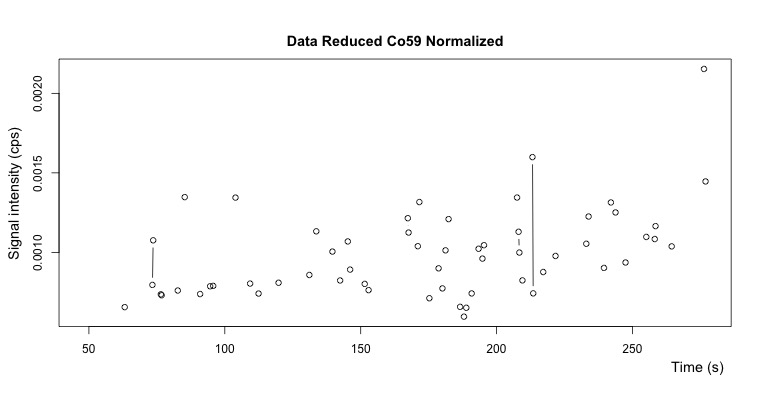 Data Reduced Co59 Normalized
Signal intensity (cps)
0.0020
0.0015
0.0010
50 100 150 200 250
Time (s)